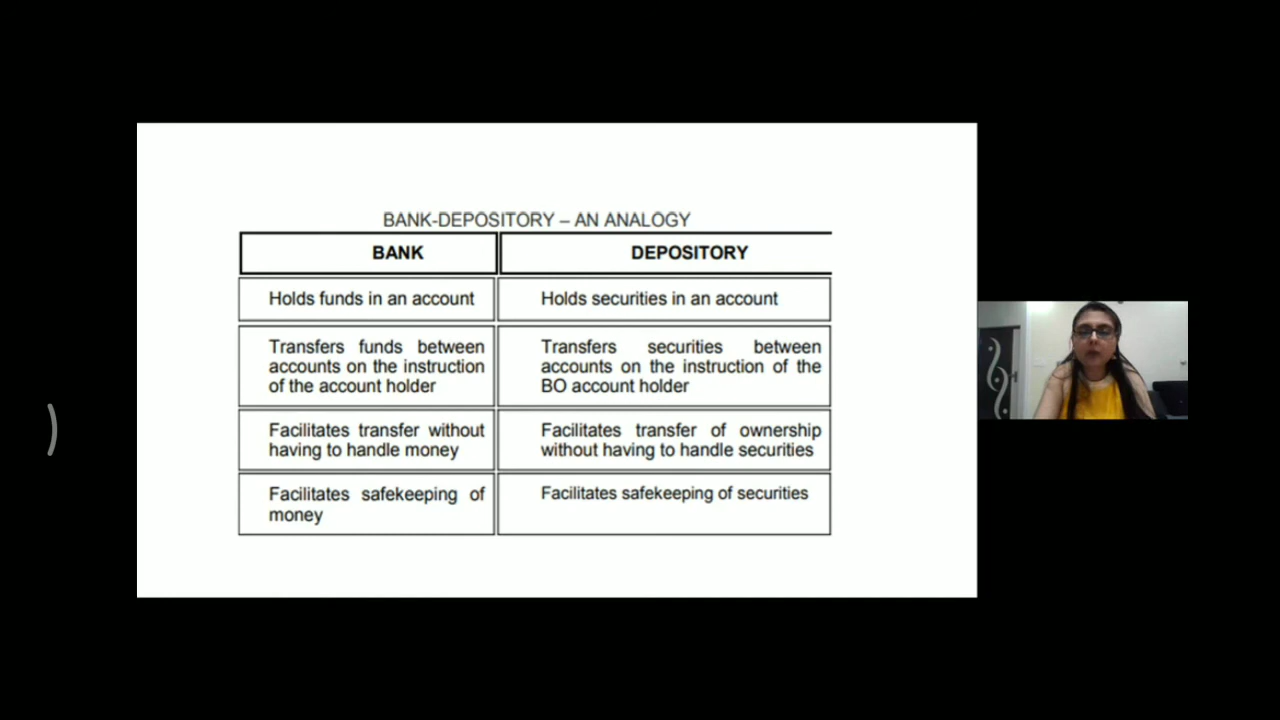 BANK-DEPOSITORY – AN ANALOGY
BANK
DEPOSITORY
Holds funds in an account
Holds securities in an account
Transfers funds between
accounts on the instruction
of the account holder
Transfers securities between
accounts on the instruction of the
BO account holder
Facilitates transfer without
having to handle money
Facilitates transfer of ownership
without having to handle securities
Facilitates safekeeping of
money
Facilitates safekeeping of securities